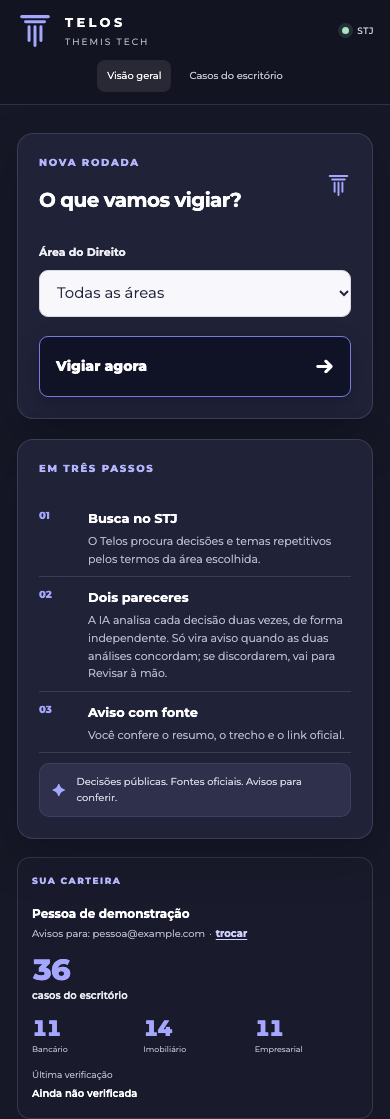 TELOS
THEMIS TECH
STJ
Visão geral
Casos do escritório
NOVA RODADA
O que vamos vigiar?
Área do Direito
Todas as áreas
Vigiar agora →
EM TRÊS PASSOS
01
Busca no STJ
O Telos procura decisões e temas repetitivos
pelos termos da área escolhida.
02
Dois pareceres
A IA analisa cada decisão duas vezes, de forma
independente. Só vira aviso quando as duas
análises concordam; se discordarem, vai para
Revisar à mão.
03
Aviso com fonte
Você confere o resumo, o trecho e o link oficial.
Decisões públicas. Fontes oficiais. Avisos para
conferir.
SUA CARTEIRA
Pessoa de demonstração
Avisos para: pessoa@example.com · trocar
36
casos do escritório
11
Bancário
14
Imobiliário
11
Empresarial
Última verificação
Ainda não verificada